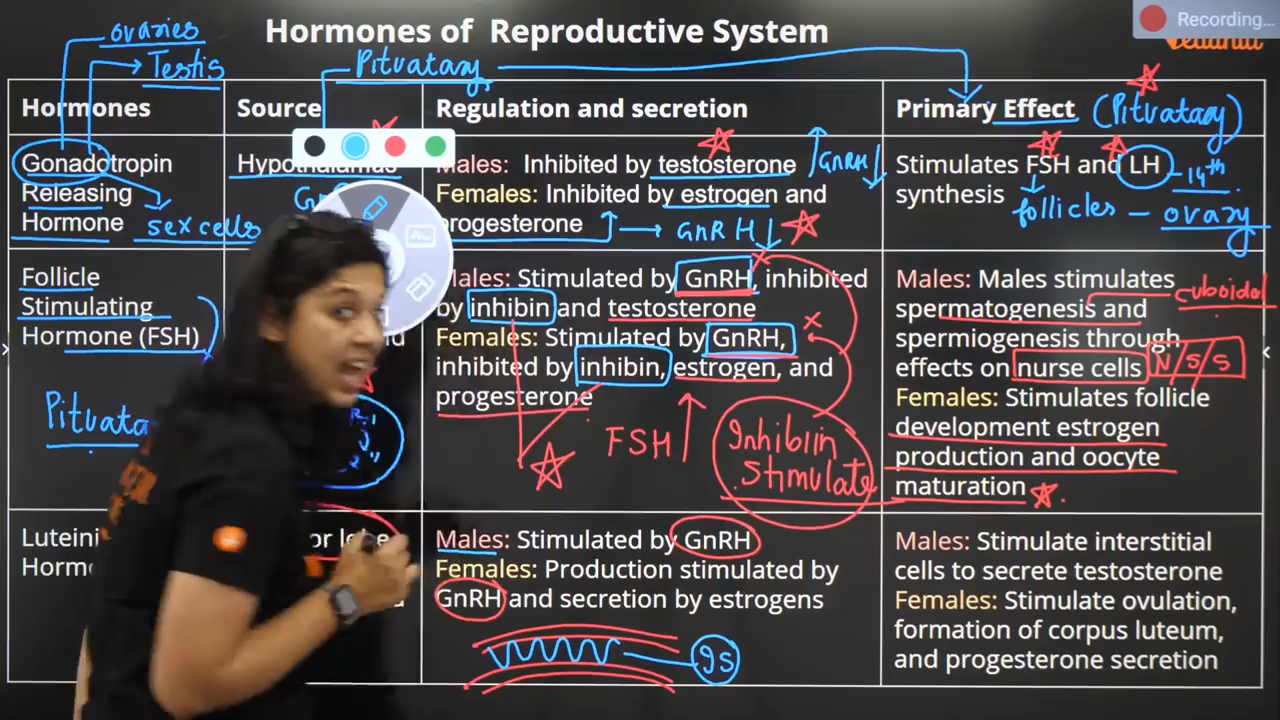 Recording...
Hormones of Reproductive System
ovaries
Testis
Pitvatary
Hormones
Source
Regulation and secretion
Primary Effect (Pitvatary)
Gonadotropin
Releasing
Hormone
sex cells
Hypothalamus
Males: Inhibited by testosterone
GnRH
Females: Inhibited by estrogen and
progesterone
GnRH
Stimulates FSH and LH
synthesis
14th
follicles - ovary
Follicle
Stimulating
Hormone (FSH)
Males: Stimulated by GnRH, inhibited
by inhibin and testosterone
Females: Stimulated by GnRH,
inhibited by inhibin, estrogen, and
progesterone
FSH
Stimulate
Males: Males stimulates
cuboidal
spermatogenesis and
spermiogenesis through
effects on nurse cells N/S/S
Females: Stimulates follicle
development estrogen
production and oocyte
maturation
Males: Stimulated by GnRH
Females: Production stimulated by
GnRH and secretion by estrogens
Males: Stimulate interstitial
cells to secrete testosterone
Females: Stimulate ovulation,
formation of corpus luteum,
and progesterone secretion